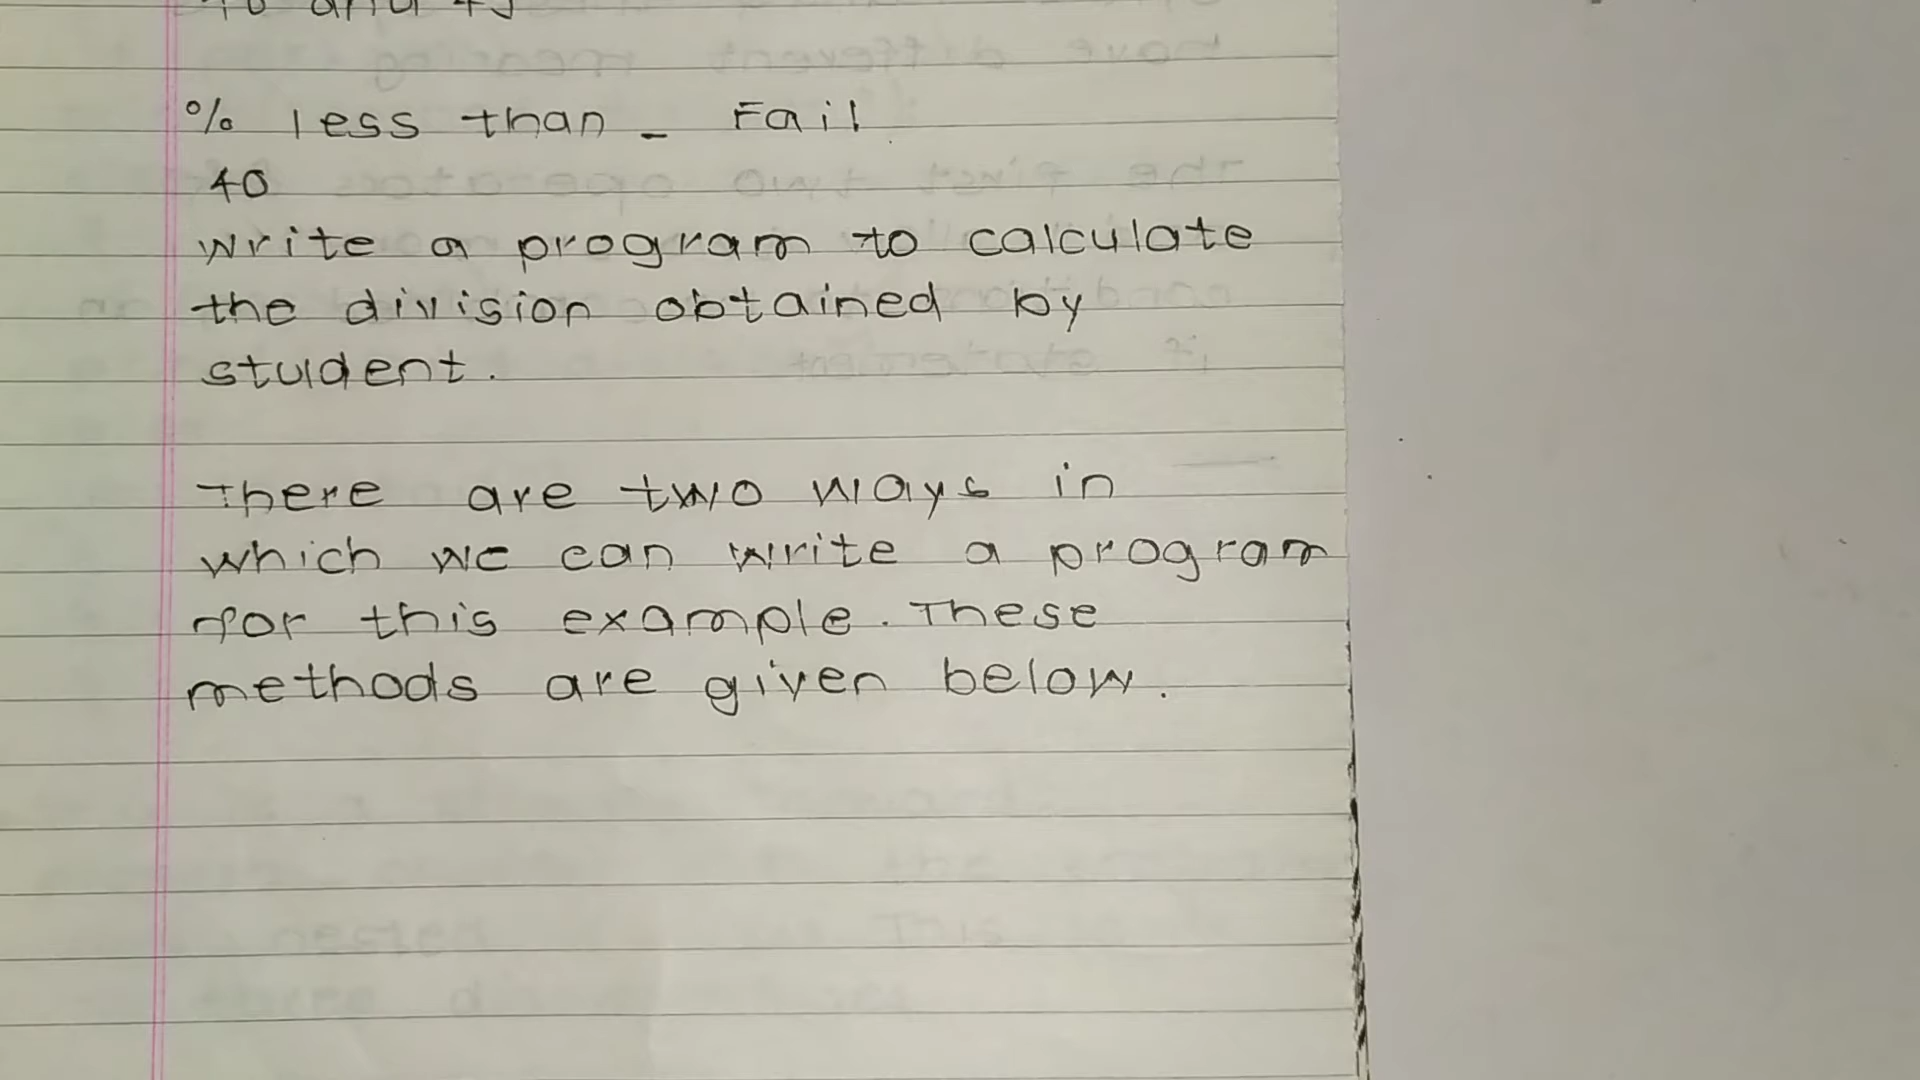 % less than - Fail
40
write a program to calculate
the division obtained by
student.
There are two ways in
which we can write a program
for this example. These
methods are given below.